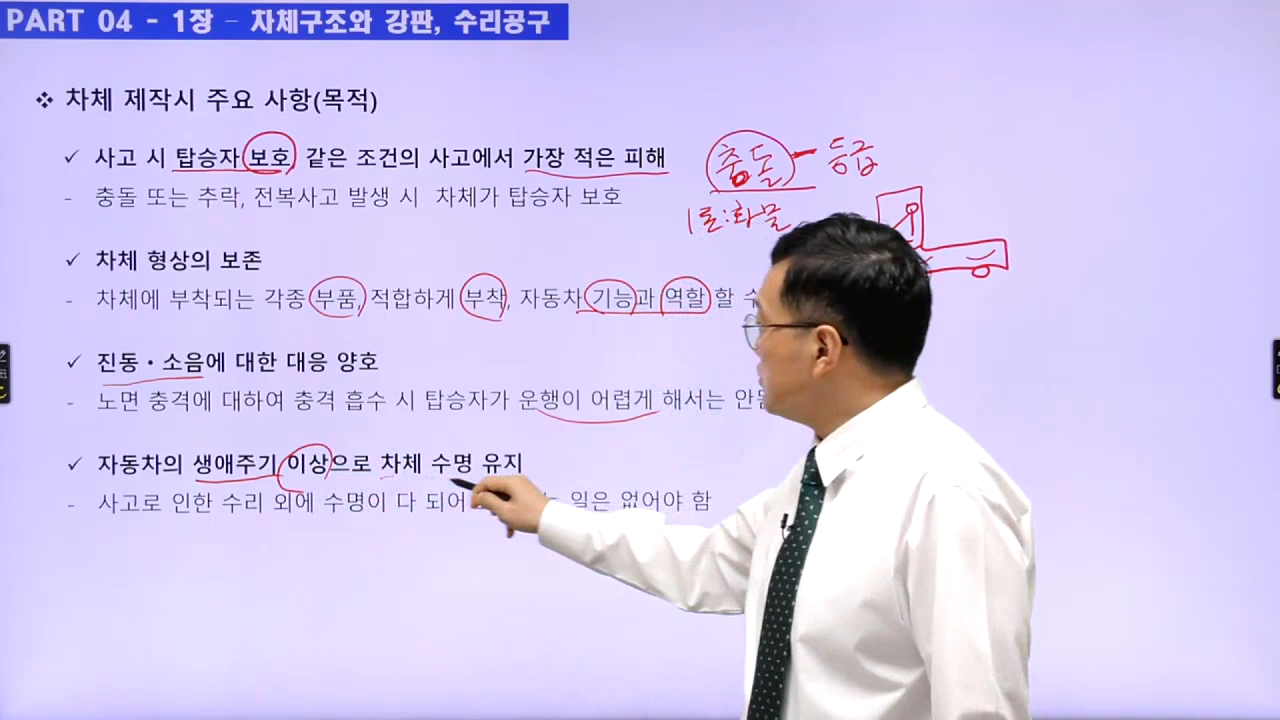 PART 04 - 1장 - 차체구조와 강판, 수리공구
❖ 차체 제작시 주요 사항(목적)
✓ 사고 시 탑승자 보호, 같은 조건의 사고에서 가장 적은 피해
- 충돌 또는 추락, 전복사고 발생 시 차체가 탑승자 보호
충돌 - 등급
1톤:화물
✓ 차체 형상의 보존
- 차체에 부착되는 각종 부품, 적합하게 부착, 자동차 기능과 역할 할 수
✓ 진동·소음에 대한 대응 양호
- 노면 충격에 대하여 충격 흡수 시 탑승자가 운행이 어렵게 해서는 안
✓ 자동차의 생애주기 이상으로 차체 수명 유지
- 사고로 인한 수리 외에 수명이 다 되어 일은 없어야 함